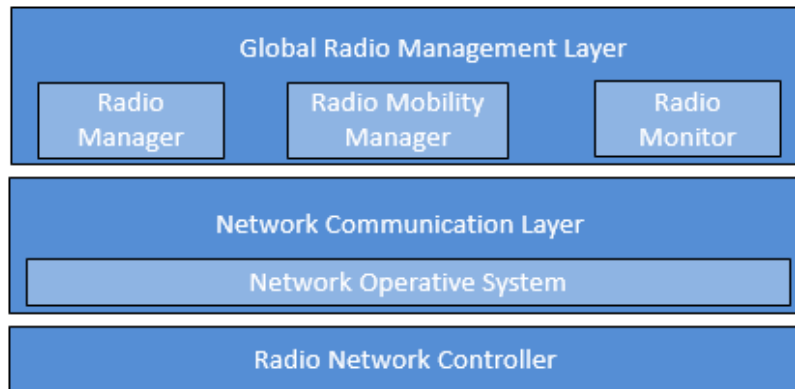 Global Radio Management Layer
Radio
Manager
Radio Mobility
Manager
Radio
Monitor
Network Communication Layer
Network Operative System
Radio Network Controller